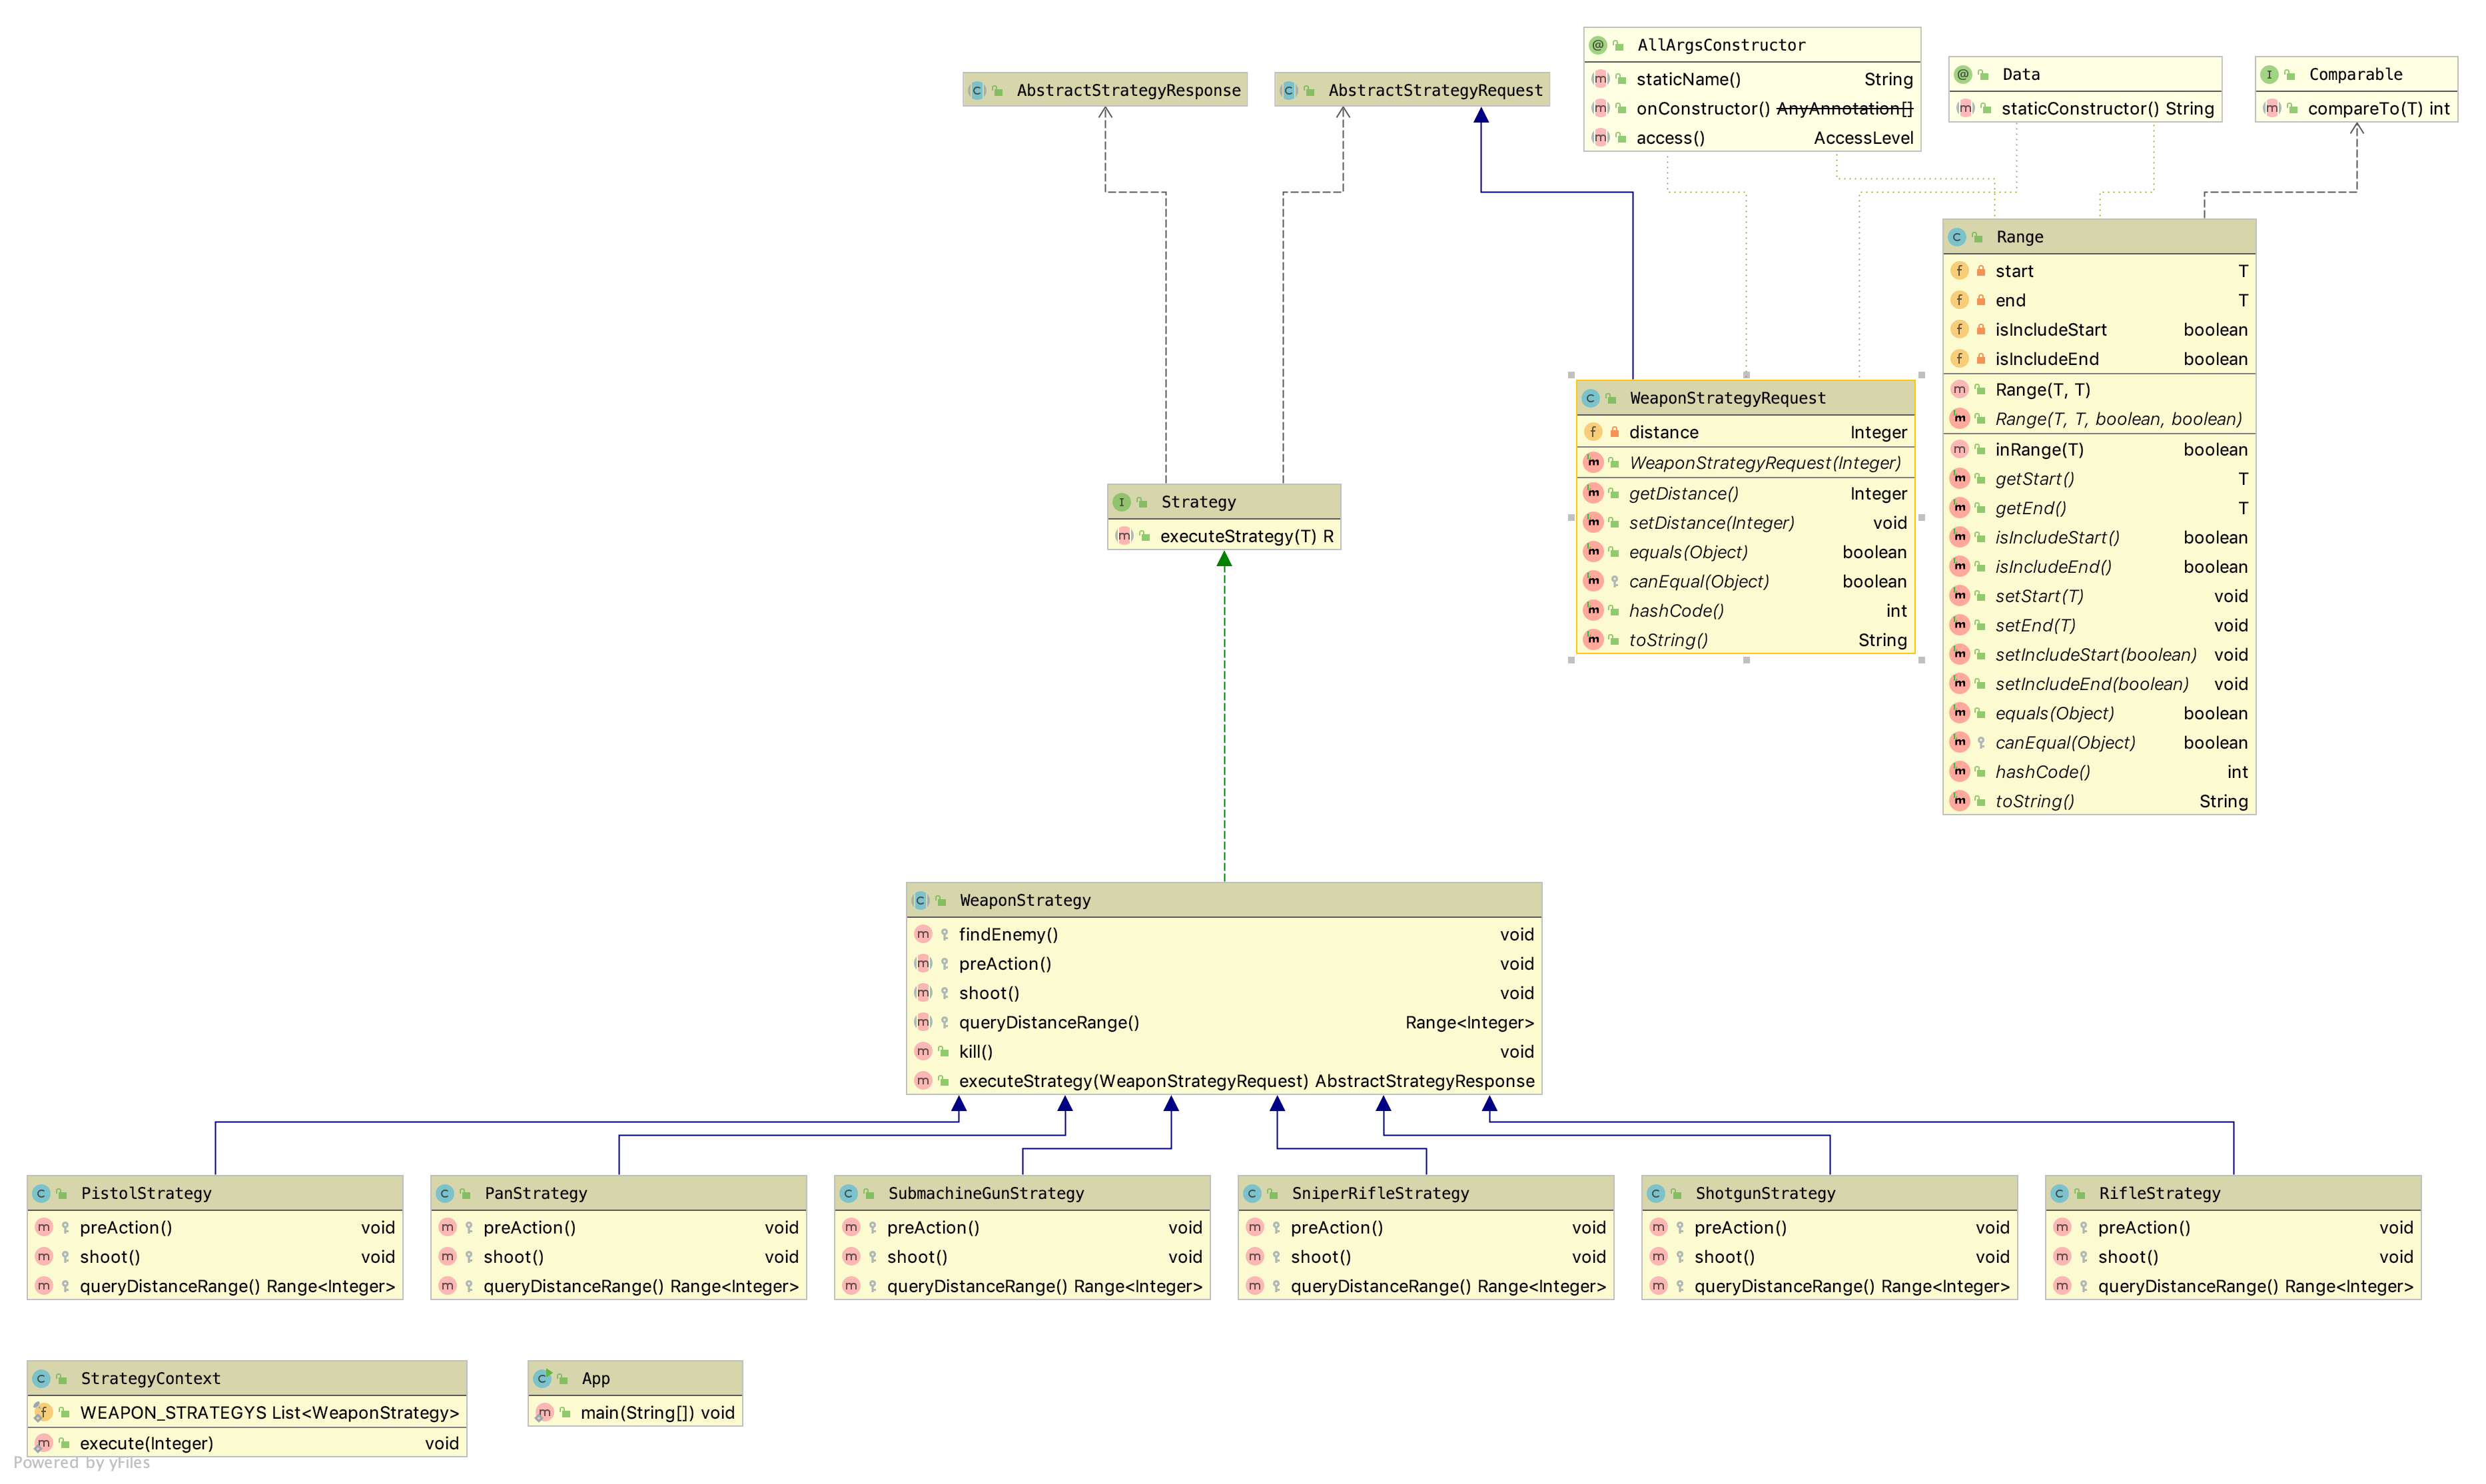 AbstractStrategyResponse
AbstractStrategyRequest
AllArgsConstructor
staticName() String
onConstructor() AnyAnnotation[]
access() AccessLevel
Data
staticConstructor() String
Comparable
compareTo(T) int
Range
start T
end T
isIncludeStart boolean
isIncludeEnd boolean
Range(T, T)
Range(T, T, boolean, boolean)
inRange(T) boolean
getStart() T
getEnd() T
isIncludeStart() boolean
isIncludeEnd() boolean
setStart(T) void
setEnd(T) void
setIncludeStart(boolean) void
setIncludeEnd(boolean) void
equals(Object) boolean
canEqual(Object) boolean
hashCode() int
toString() String
WeaponStrategyRequest
distance Integer
WeaponStrategyRequest(Integer)
getDistance() Integer
setDistance(Integer) void
equals(Object) boolean
canEqual(Object) boolean
hashCode() int
toString() String
Strategy
executeStrategy(T) R
WeaponStrategy
findEnemy() void
preAction() void
shoot() void
queryDistanceRange() Range<Integer>
kill() void
executeStrategy(WeaponStrategyRequest) AbstractStrategyResponse
PistolStrategy
preAction() void
shoot() void
queryDistanceRange() Range<Integer>
PanStrategy
preAction() void
shoot() void
queryDistanceRange() Range<Integer>
SubmachineGunStrategy
preAction() void
shoot() void
queryDistanceRange() Range<Integer>
SniperRifleStrategy
preAction() void
shoot() void
queryDistanceRange() Range<Integer>
ShotgunStrategy
preAction() void
shoot() void
queryDistanceRange() Range<Integer>
RifleStrategy
preAction() void
shoot() void
queryDistanceRange() Range<Integer>
StrategyContext
WEAPON_STRATEGYS List<WeaponStrategy>
execute(Integer) void
App
main(String[]) void
Powered by yFiles